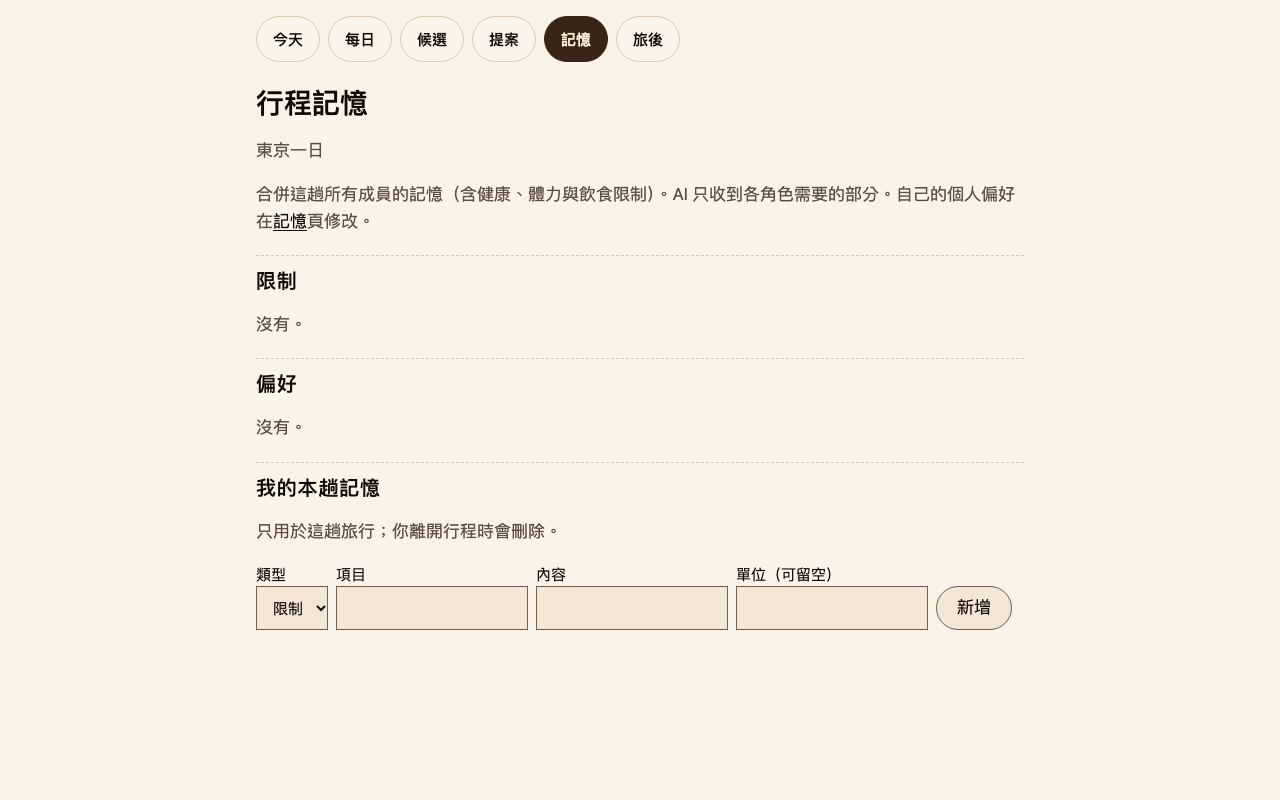 今天 每日 候選 提案 記憶 旅後
行程記憶
東京一日
合併這趟所有成員的記憶（含健康、體力與飲食限制）。AI 只收到各角色需要的部分。自己的個人偏好
在記憶頁修改。
限制
沒有。
偏好
沒有。
我的本趟記憶
只用於這趟旅行；你離開行程時會刪除。
類型 項目 內容 單位（可留空）
限制 新增